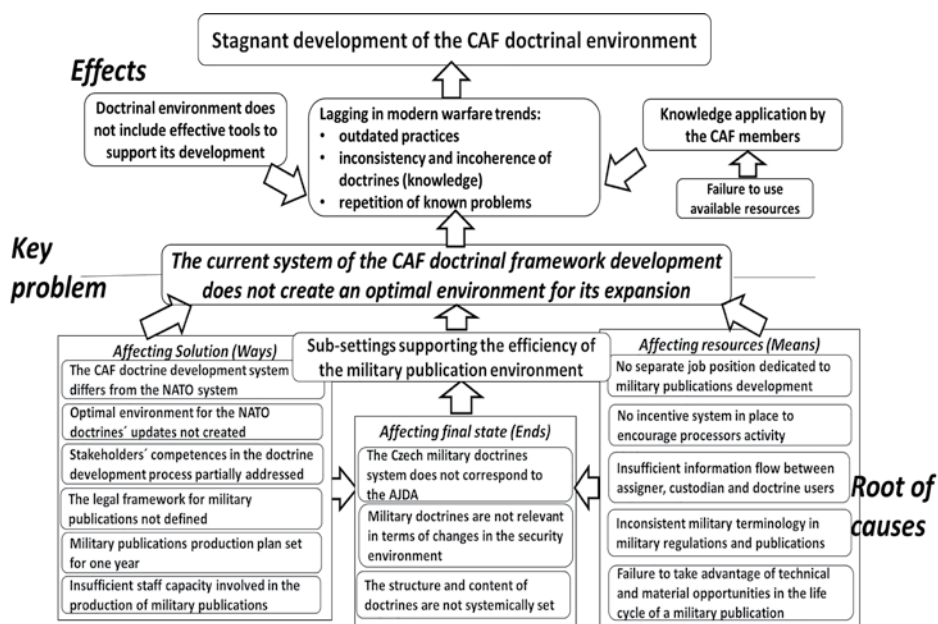 Stagnant development of the CAF doctrinal environment
Effects
Doctrinal environment does
not include effective tools to
support its development
Lagging in modern warfare trends:
• outdated practices
• inconsistency and incoherence of
doctrines (knowledge)
• repetition of known problems
Knowledge application by
the CAF members
Failure to use
available resources
Key
problem
The current system of the CAF doctrinal framework development
does not create an optimal environment for its expansion
Affecting Solution (Ways)
The CAF doctrine development system
differs from the NATO system
Optimal environment for the NATO
doctrines´ updates not created
Stakeholders´ competences in the doctrine
development process partially addressed
The legal framework for military
publications not defined
Military publications production plan set
for one year
Insufficient staff capacity involved in the
production of military publications
Sub-settings supporting the efficiency of
the military publication environment
Affecting final state (Ends)
The Czech military doctrines
system does not correspond to
the AJDA
Military doctrines are not relevant
in terms of changes in the security
environment
The structure and content of
doctrines are not systemically set
Affecting resources (Means)
No separate job position dedicated to
military publications development
No incentive system in place to
encourage processors activity
Insufficient information flow between
assigner, custodian and doctrine users
Inconsistent military terminology in
military regulations and publications
Failure to take advantage of technical
and material opportunities in the life
cycle of a military publication
Root of
causes